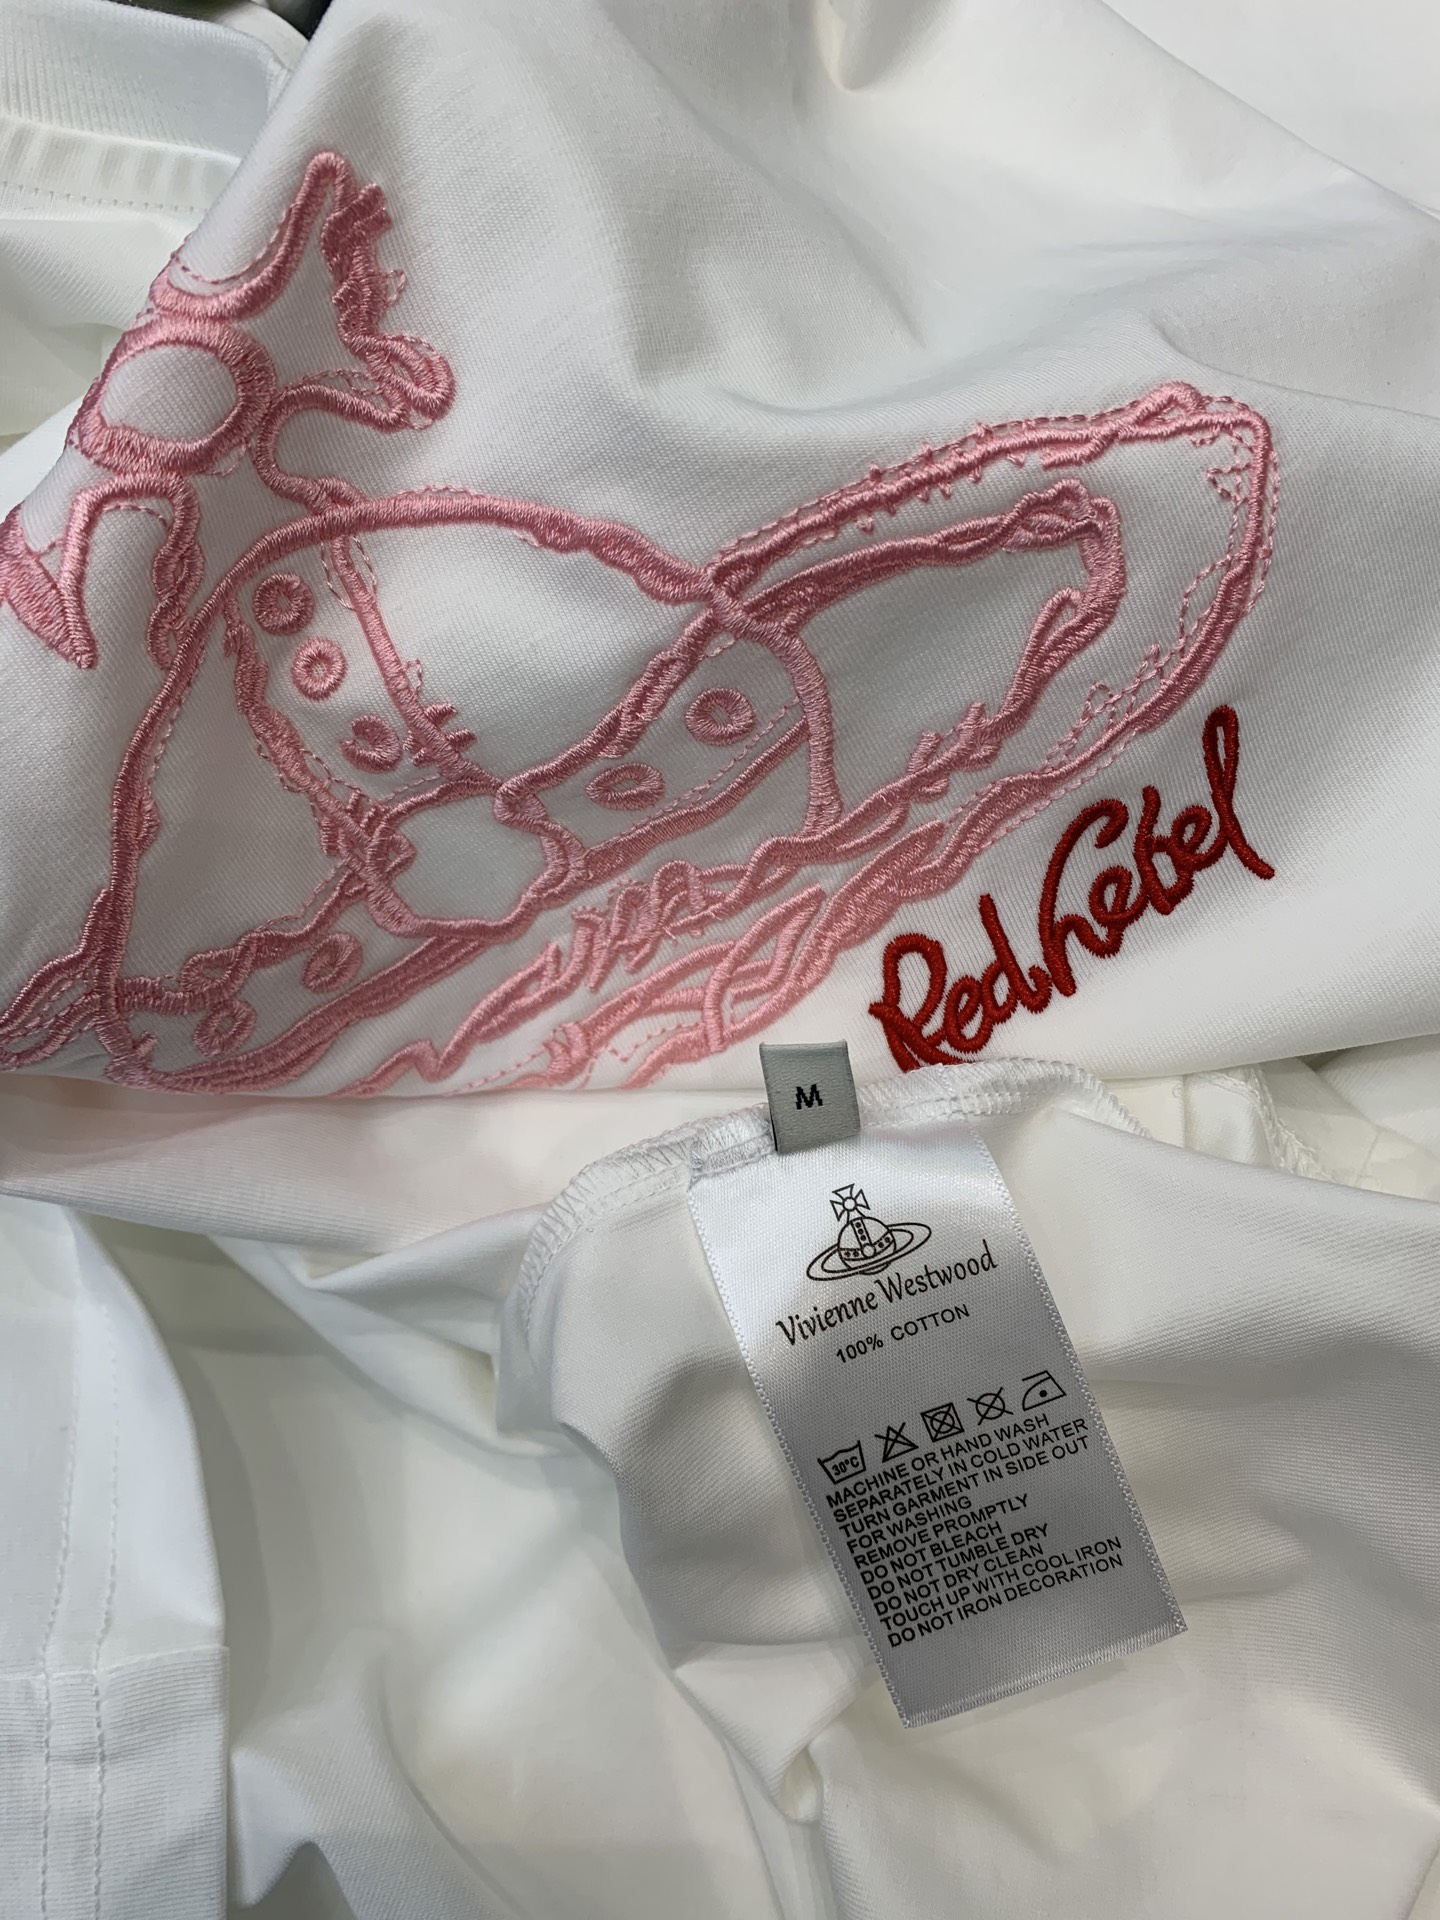 Red Label
M
Vivienne Westwood
100% COTTON
30°C
MACHINE OR HAND WASH
SEPARATELY IN COLD WATER
TURN GARMENT IN SIDE OUT
FOR WASHING
REMOVE PROMPTLY
DO NOT BLEACH
DO NOT TUMBLE DRY
DO NOT DRY CLEAN
TOUCH UP WITH COOL IRON
DO NOT IRON DECORATION